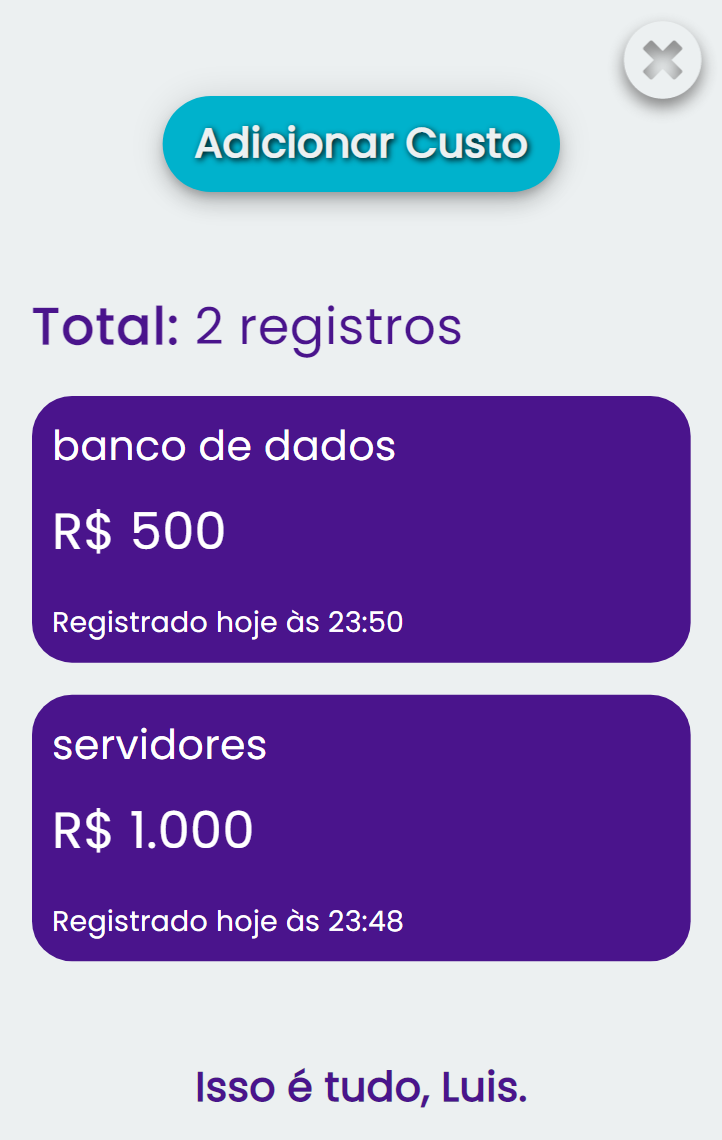 Adicionar Custo
Total: 2 registros
banco de dados
R$ 500
Registrado hoje às 23:50
servidores
R$ 1.000
Registrado hoje às 23:48
Isso é tudo, Luis.